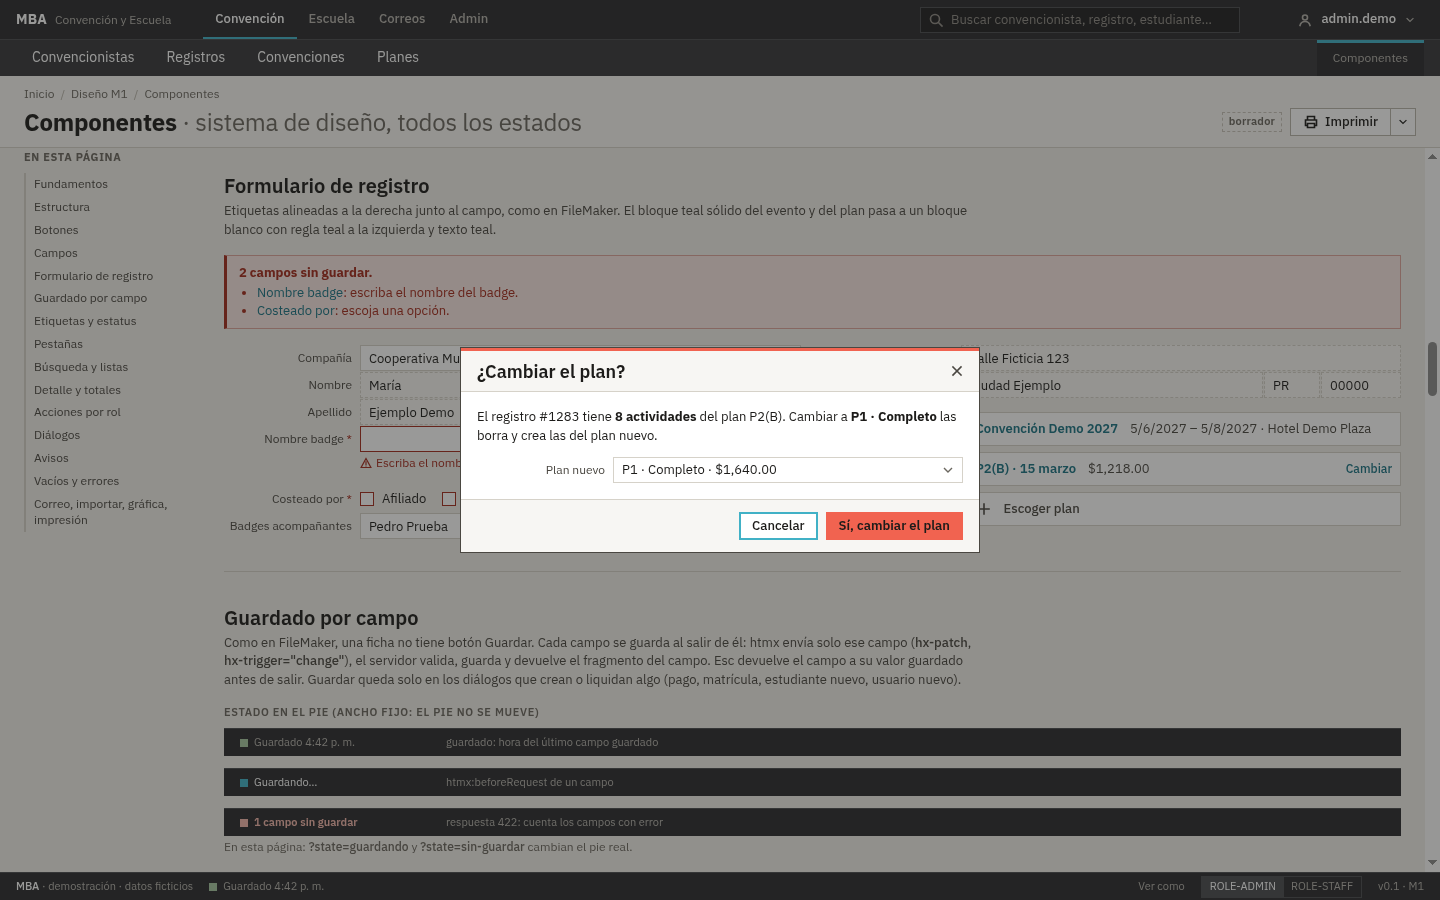 MBA Convención y Escuela
Convención Escuela Correos Admin
Buscar convencionista, registro, estudiante...
admin.demo
Convencionistas Registros Convenciones Planes
Componentes
Inicio / Diseño M1 / Componentes
Componentes · sistema de diseño, todos los estados
borrador
Imprimir
EN ESTA PÁGINA
Fundamentos
Estructura
Botones
Campos
Formulario de registro
Guardado por campo
Etiquetas y estatus
Pestañas
Búsqueda y listas
Detalle y totales
Acciones por rol
Diálogos
Avisos
Vacíos y errores
Correo, importar, gráfica,
impresión
Formulario de registro
Etiquetas alineadas a la derecha junto al campo, como en FileMaker. El bloque teal sólido del evento y del plan pasa a un bloque
blanco con regla teal a la izquierda y texto teal.
2 campos sin guardar.
• Nombre badge: escriba el nombre del badge.
• Costeado por: escoja una opción.
Compañía Cooperativa Mu
alle Ficticia 123
Nombre María
udad Ejemplo PR 00000
Apellido Ejemplo Demo
Nombre badge *
Escriba el nomb
Costeado por * Afiliado
Badges acompañantes Pedro Prueba
Convención Demo 2027 5/6/2027 – 5/8/2027 · Hotel Demo Plaza
P2(B) · 15 marzo $1,218.00 Cambiar
Escoger plan
¿Cambiar el plan?
El registro #1283 tiene 8 actividades del plan P2(B). Cambiar a P1 · Completo las
borra y crea las del plan nuevo.
Plan nuevo P1 · Completo · $1,640.00
Cancelar
Sí, cambiar el plan
Guardado por campo
Como en FileMaker, una ficha no tiene botón Guardar. Cada campo se guarda al salir de él: htmx envía solo ese campo (hx-patch,
hx-trigger="change"), el servidor valida, guarda y devuelve el fragmento del campo. Esc devuelve el campo a su valor guardado
antes de salir. Guardar queda solo en los diálogos que crean o liquidan algo (pago, matrícula, estudiante nuevo, usuario nuevo).
ESTADO EN EL PIE (ANCHO FIJO: EL PIE NO SE MUEVE)
Guardado 4:42 p. m. guardado: hora del último campo guardado
Guardando... htmx:beforeRequest de un campo
1 campo sin guardar respuesta 422: cuenta los campos con error
En esta página: ?state=guardando y ?state=sin-guardar cambian el pie real.
MBA · demostración · datos ficticios Guardado 4:42 p. m.
Ver como ROLE-ADMIN ROLE-STAFF v0.1 · M1